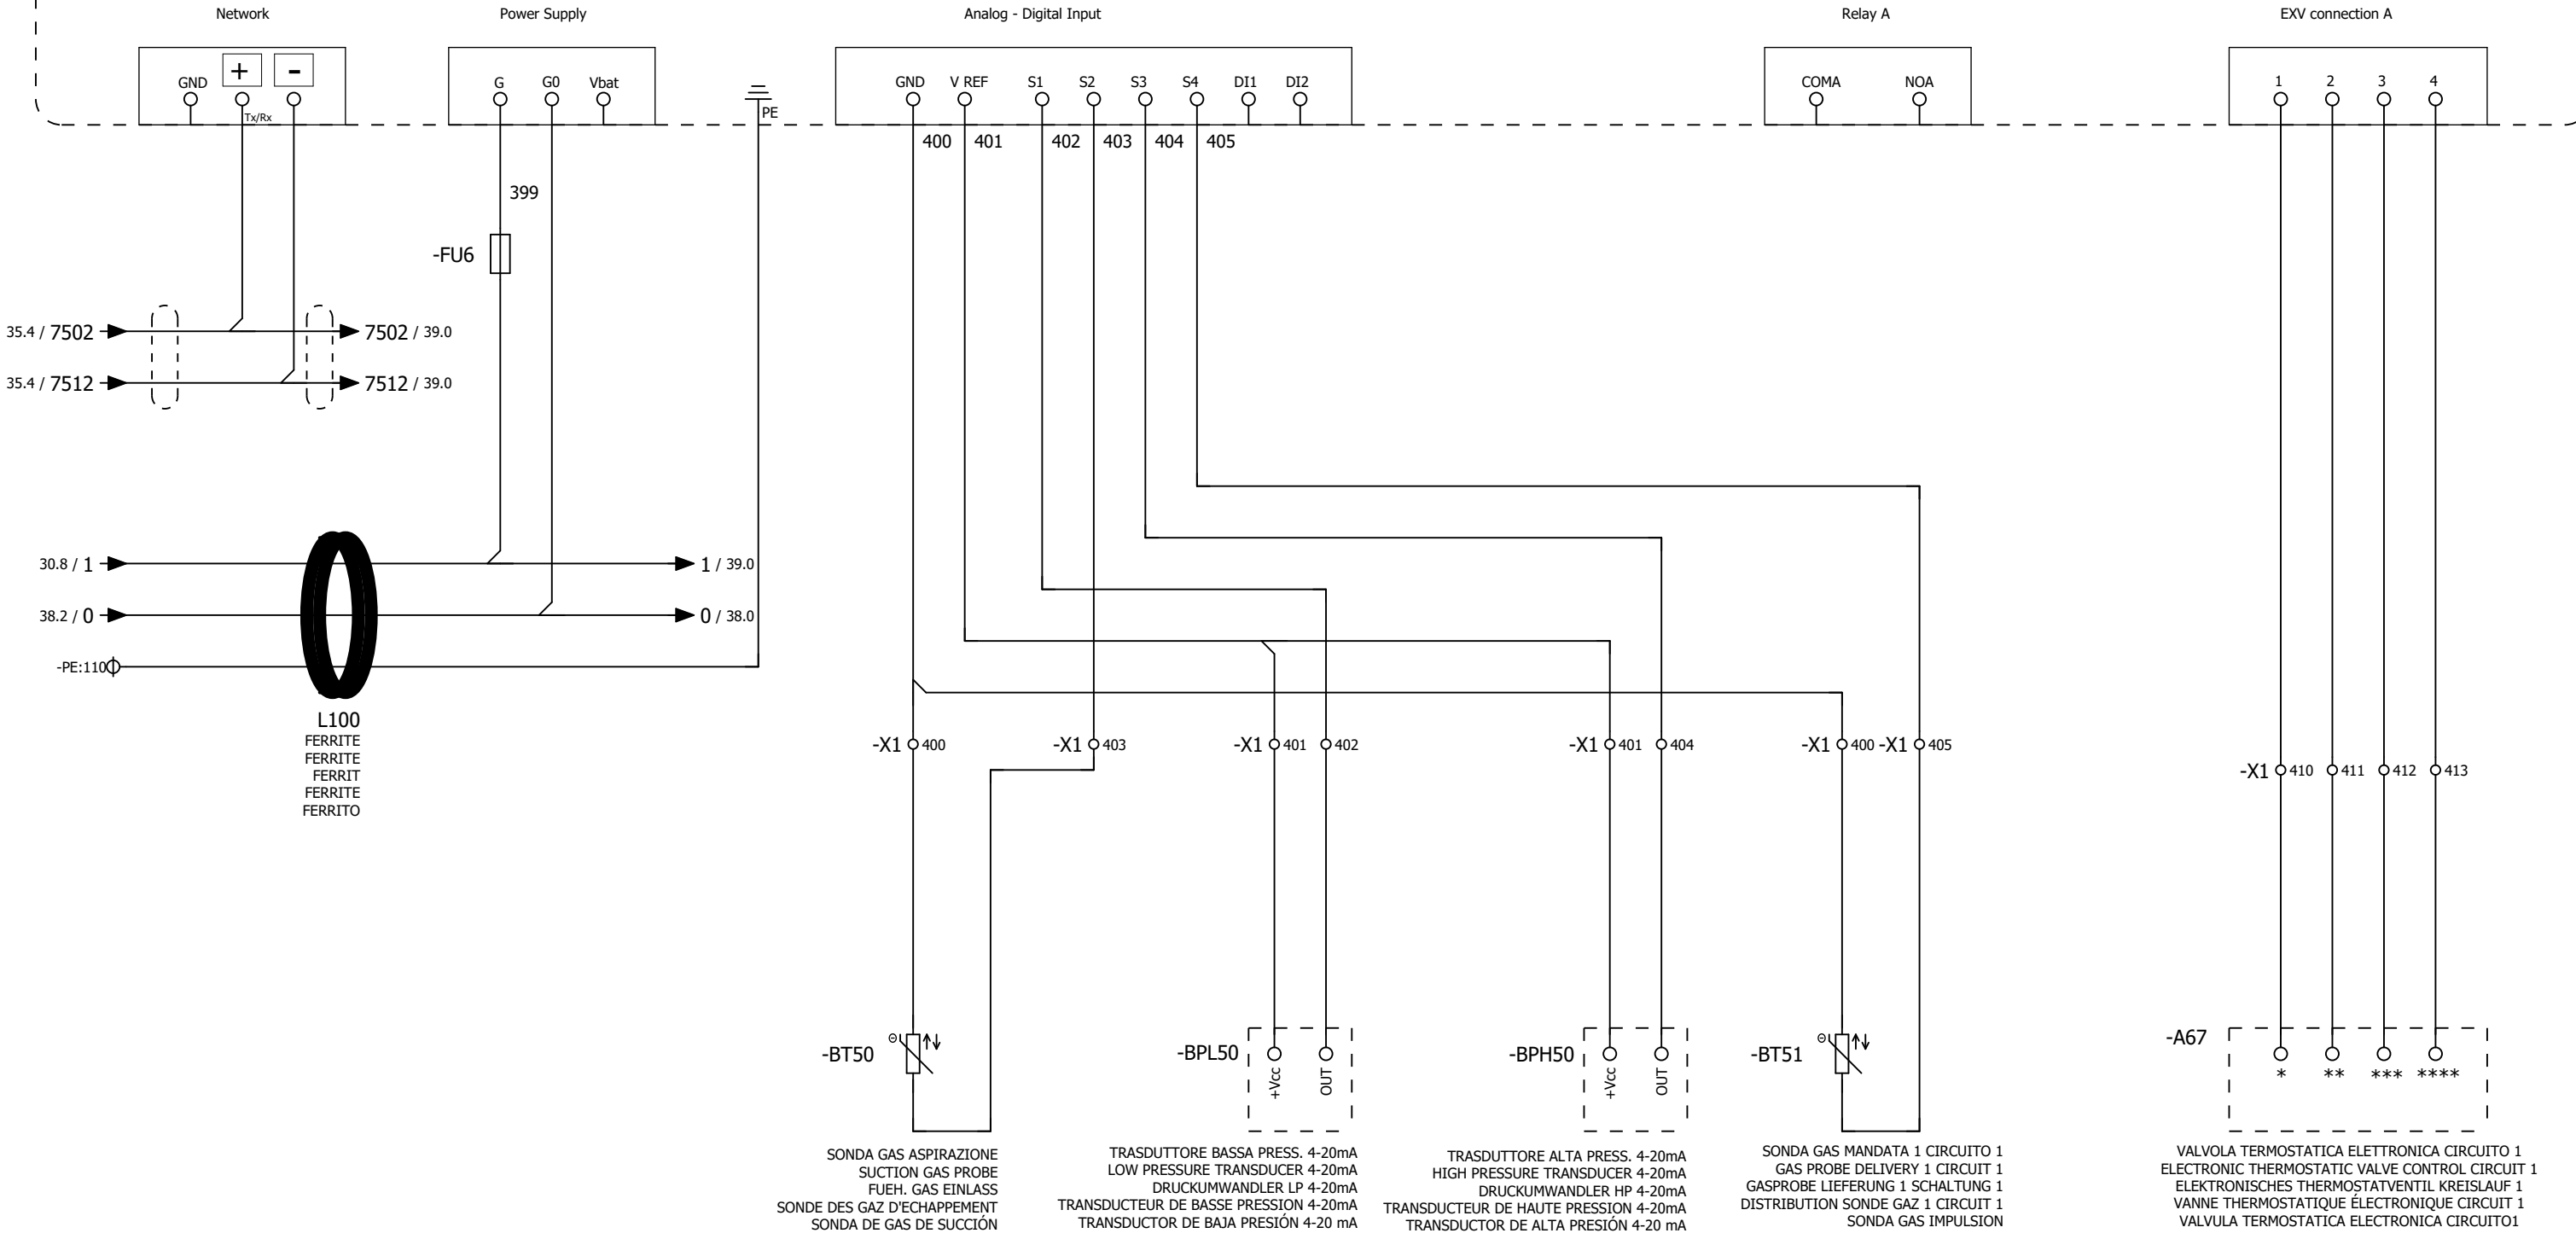 Network
Power Supply
Analog - Digital Input
Relay A
EXV connection A
GND + -
Tx/Rx
G G0 Vbat
PE
GND V REF S1 S2 S3 S4 DI1 DI2
COMA NOA
1 2 3 4
400 401 402 403 404 405
399
-FU6
35.4 / 7502
7502 / 39.0
35.4 / 7512
7512 / 39.0
30.8 / 1
1 / 39.0
38.2 / 0
0 / 38.0
-PE:110
L100
FERRITE
FERRITE
FERRIT
FERRITE
FERRITO
-X1 400
-X1 403
-X1 401 402
-X1 401 404
-X1 400 -X1 405
-X1 410 411 412 413
-BT50
Θ
-BPL50
+Vcc
OUT
-BPH50
+Vcc
OUT
-BT51
Θ
-A67
* ** *** ****
SONDA GAS ASPIRAZIONE
SUCTION GAS PROBE
FUEH. GAS EINLASS
SONDE DES GAZ D'ECHAPPEMENT
SONDA DE GAS DE SUCCIÓN
TRASDUTTORE BASSA PRESS. 4-20mA
LOW PRESSURE TRANSDUCER 4-20mA
DRUCKUMWANDLER LP 4-20mA
TRANSDUCTEUR DE BASSE PRESSION 4-20mA
TRANSDUCTOR DE BAJA PRESIÓN 4-20 mA
TRASDUTTORE ALTA PRESS. 4-20mA
HIGH PRESSURE TRANSDUCER 4-20mA
DRUCKUMWANDLER HP 4-20mA
TRANSDUCTEUR DE HAUTE PRESSION 4-20mA
TRANSDUCTOR DE ALTA PRESIÓN 4-20 mA
SONDA GAS MANDATA 1 CIRCUITO 1
GAS PROBE DELIVERY 1 CIRCUIT 1
GASPROBE LIEFERUNG 1 SCHALTUNG 1
DISTRIBUTION SONDE GAZ 1 CIRCUIT 1
SONDA GAS IMPULSION
VALVOLA TERMOSTATICA ELETTRONICA CIRCUITO 1
ELECTRONIC THERMOSTATIC VALVE CONTROL CIRCUIT 1
ELEKTRONISCHES THERMOSTATVENTIL KREISLAUF 1
VANNE THERMOSTATIQUE ÉLECTRONIQUE CIRCUIT 1
VALVULA TERMOSTATICA ELECTRONICA CIRCUITO1